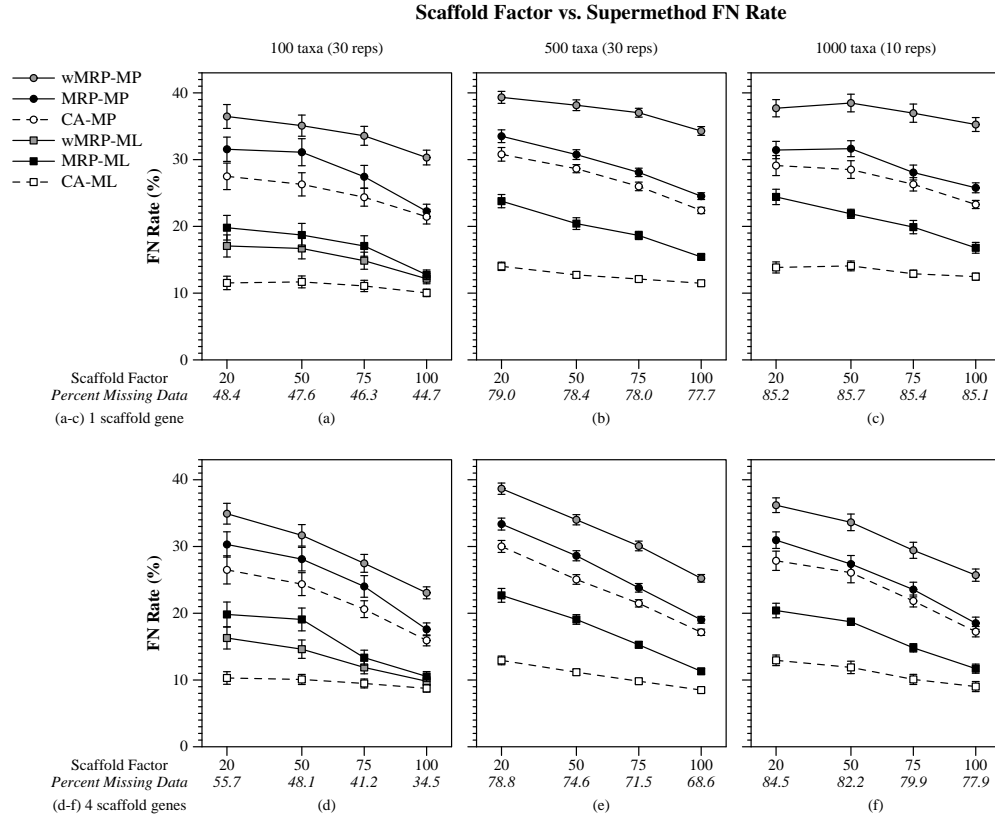 Scaffold Factor vs. Supermethod FN Rate
100 taxa (30 reps)
500 taxa (30 reps)
1000 taxa (10 reps)
wMRP-MP
MRP-MP
CA-MP
wMRP-ML
MRP-ML
CA-ML
FN Rate (%)
40
30
20
10
0
20 50 75 100
20 50 75 100
20 50 75 100
Scaffold Factor
Percent Missing Data
48.4 47.6 46.3 44.7
79.0 78.4 78.0 77.7
85.2 85.7 85.4 85.1
(a-c) 1 scaffold gene
(a)
(b)
(c)
FN Rate (%)
40
30
20
10
0
20 50 75 100
20 50 75 100
20 50 75 100
Scaffold Factor
Percent Missing Data
55.7 48.1 41.2 34.5
78.8 74.6 71.5 68.6
84.5 82.2 79.9 77.9
(d-f) 4 scaffold genes
(d)
(e)
(f)